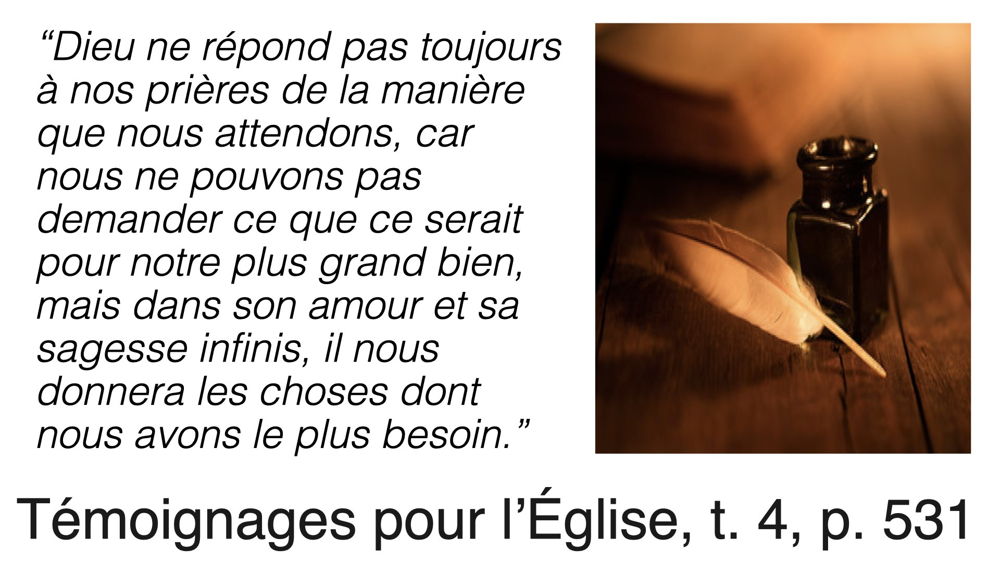 “Dieu ne répond pas toujours
à nos prières de la manière
que nous attendons, car
nous ne pouvons pas
demander ce que ce serait
pour notre plus grand bien,
mais dans son amour et sa
sagesse infinis, il nous
donnera les choses dont
nous avons le plus besoin.”
Témoignages pour l’Église, t. 4, p. 531